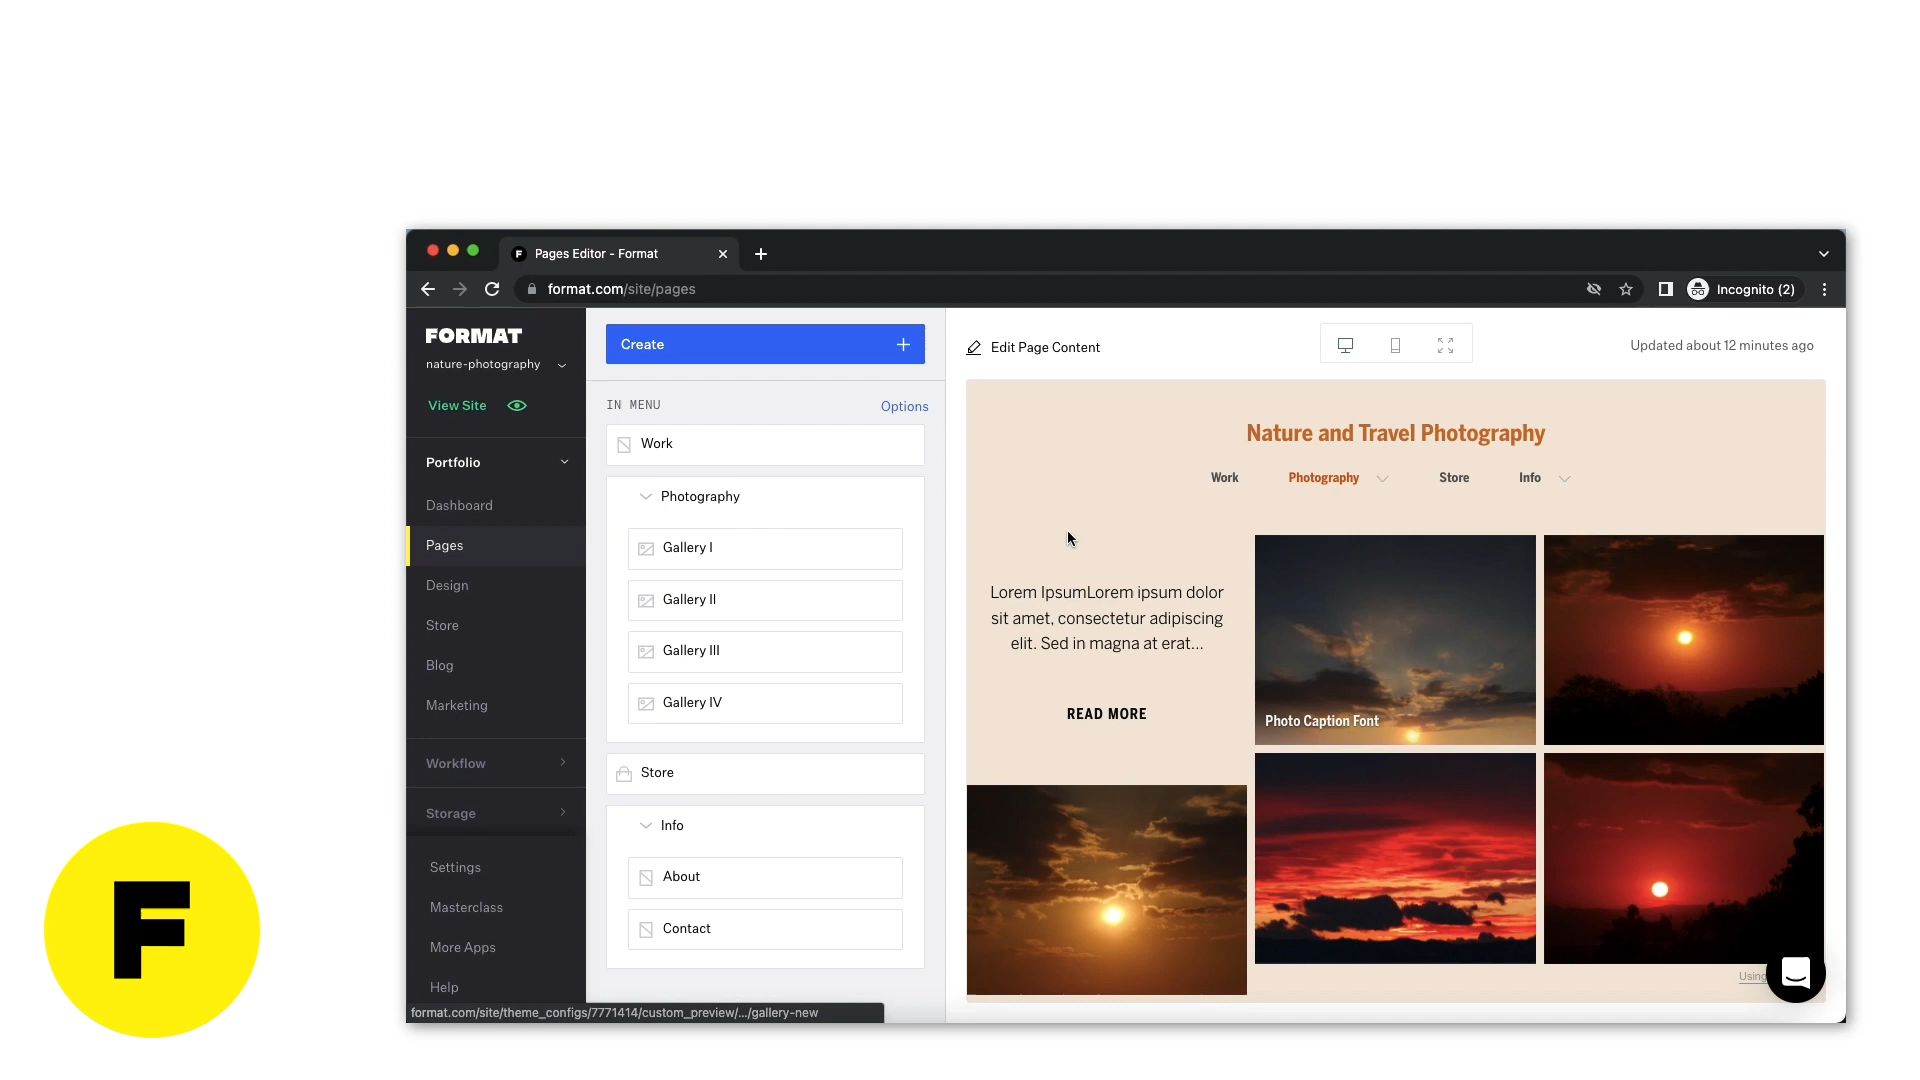 Pages Editor - Format
format.com/site/pages
Incognito (2)
FORMAT
nature-photography
View Site
Portfolio
Dashboard
Pages
Design
Store
Blog
Marketing
Workflow
Storage
Settings
Masterclass
More Apps
Help
Create
IN MENU
Options
Work
Photography
Gallery I
Gallery II
Gallery III
Gallery IV
Store
Info
About
Contact
Edit Page Content
Updated about 12 minutes ago
Nature and Travel Photography
Work Photography Store Info
Lorem IpsumLorem ipsum dolor
sit amet, consectetur adipiscing
elit. Sed in magna at erat...
READ MORE
Photo Caption Font
Using
format.com/site/theme_configs/7771414/custom_preview/.../gallery-new
F